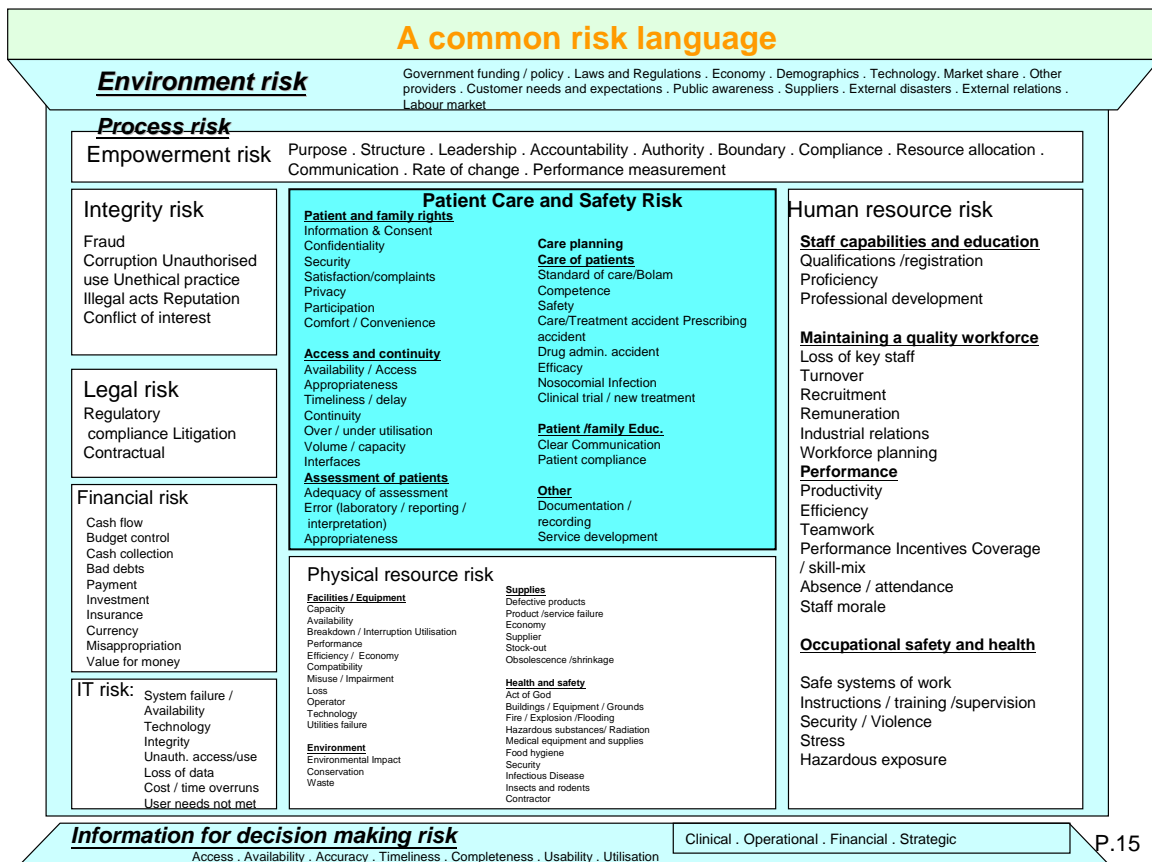 A common risk language
Environment risk
Government funding / policy . Laws and Regulations . Economy . Demographics . Technology. Market share . Other
providers . Customer needs and expectations . Public awareness . Suppliers . External disasters . External relations .
Labour market
Process risk
Empowerment risk
Purpose . Structure . Leadership . Accountability . Authority . Boundary . Compliance . Resource allocation .
Communication . Rate of change . Performance measurement
Integrity risk
Fraud
Corruption Unauthorised
use Unethical practice
Illegal acts Reputation
Conflict of interest
Legal risk
Regulatory
compliance Litigation
Contractual
Financial risk
Cash flow
Budget control
Cash collection
Bad debts
Payment
Investment
Insurance
Currency
Misappropriation
Value for money
IT risk:
System failure /
Availability
Technology
Integrity
Unauth. access/use
Loss of data
Cost / time overruns
User needs not met
Patient Care and Safety Risk
Patient and family rights
Information & Consent
Confidentiality
Security
Satisfaction/complaints
Privacy
Participation
Comfort / Convenience
Access and continuity
Availability / Access
Appropriateness
Timeliness / delay
Continuity
Over / under utilisation
Volume / capacity
Interfaces
Assessment of patients
Adequacy of assessment
Error (laboratory / reporting /
interpretation)
Appropriateness
Care planning
Care of patients
Standard of care/Bolam
Competence
Safety
Care/Treatment accident Prescribing
accident
Drug admin. accident
Efficacy
Nosocomial Infection
Clinical trial / new treatment
Patient /family Educ.
Clear Communication
Patient compliance
Other
Documentation /
recording
Service development
Physical resource risk
Facilities / Equipment
Capacity
Availability
Breakdown / Interruption Utilisation
Performance
Efficiency / Economy
Compatibility
Misuse / Impairment
Loss
Operator
Technology
Utilities failure
Environment
Environmental Impact
Conservation
Waste
Supplies
Defective products
Product /service failure
Economy
Supplier
Stock-out
Obsolescence /shrinkage
Health and safety
Act of God
Buildings / Equipment / Grounds
Fire / Explosion /Flooding
Hazardous substances/ Radiation
Medical equipment and supplies
Food hygiene
Security
Infectious Disease
Insects and rodents
Contractor
Human resource risk
Staff capabilities and education
Qualifications /registration
Proficiency
Professional development
Maintaining a quality workforce
Loss of key staff
Turnover
Recruitment
Remuneration
Industrial relations
Workforce planning
Performance
Productivity
Efficiency
Teamwork
Performance Incentives Coverage
/ skill-mix
Absence / attendance
Staff morale
Occupational safety and health
Safe systems of work
Instructions / training /supervision
Security / Violence
Stress
Hazardous exposure
Information for decision making risk
Access . Availability . Accuracy . Timeliness . Completeness . Usability . Utilisation
Clinical . Operational . Financial . Strategic
P.15